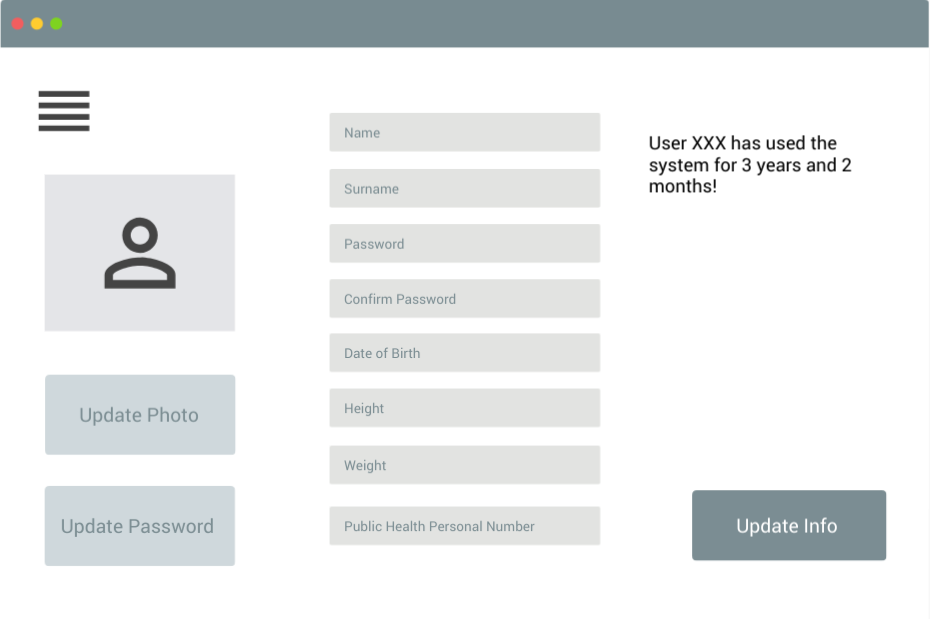 Name
Surname
Password
Confirm Password
Date of Birth
Height
Weight
Public Health Personal Number
User XXX has used the
system for 3 years and 2
months!
Update Photo
Update Password
Update Info